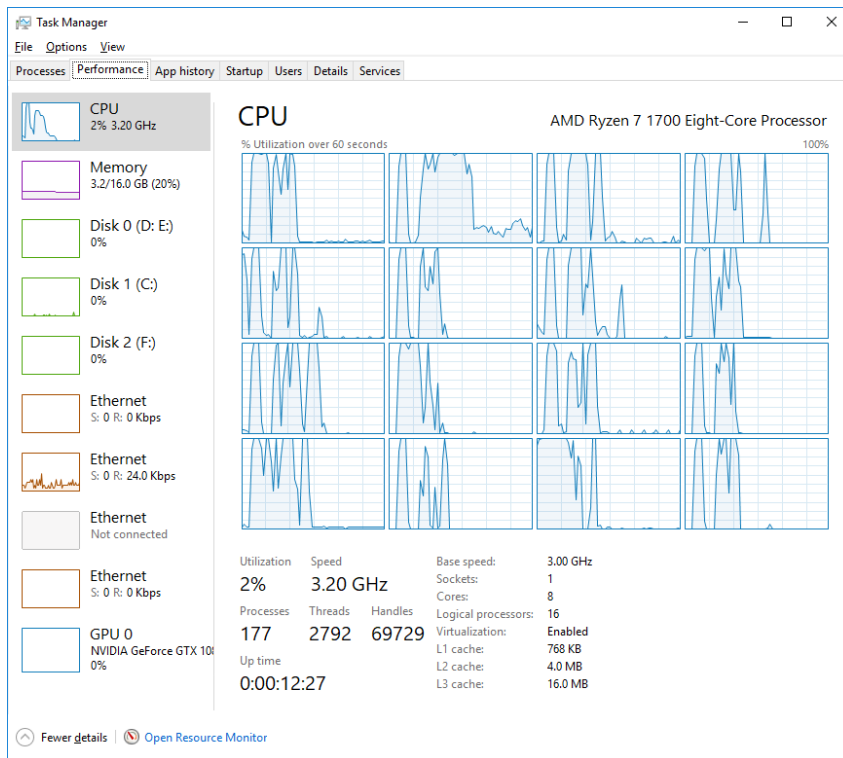 Task Manager
File Options View
Processes Performance App history Startup Users Details Services
CPU
2% 3.20 GHz
Memory
3.2/16.0 GB (20%)
Disk 0 (D: E:)
0%
Disk 1 (C:)
0%
Disk 2 (F:)
0%
Ethernet
S: 0 R: 0 Kbps
Ethernet
S: 0 R: 24.0 Kbps
Ethernet
Not connected
Ethernet
S: 0 R: 0 Kbps
GPU 0
NVIDIA GeForce GTX
0%
CPU AMD Ryzen 7 1700 Eight-Core Processor
% Utilization over 60 seconds 100%
Utilization Speed
2% 3.20 GHz
Processes Threads Handles
177 2792 69729
Up time
0:00:12:27
Base speed: 3.00 GHz
Sockets: 1
Cores: 8
Logical processors: 16
Virtualization: Enabled
L1 cache: 768 KB
L2 cache: 4.0 MB
L3 cache: 16.0 MB
Fewer details Open Resource Monitor